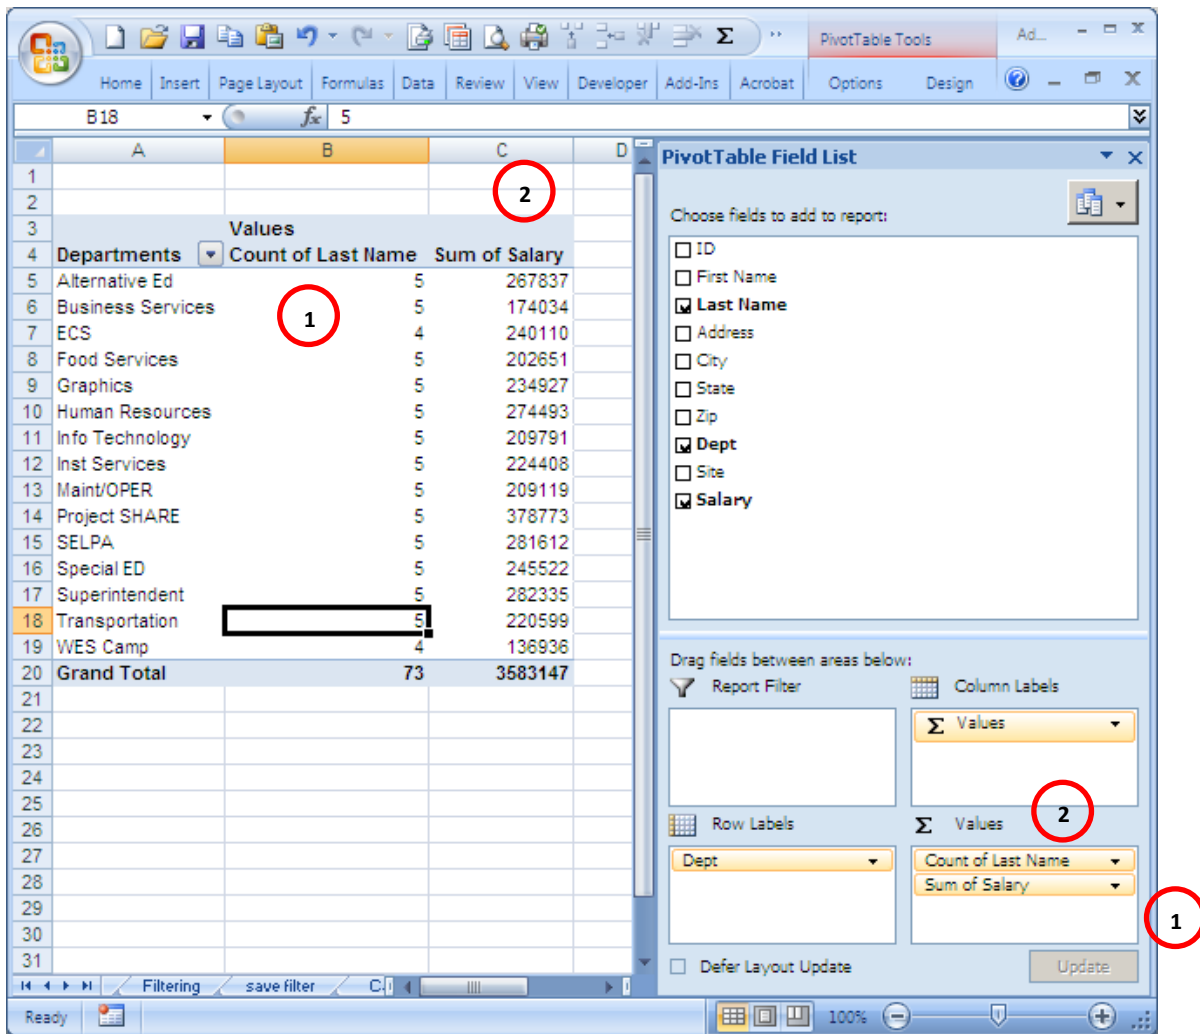 PivotTable Tools Ad...
Home Insert Page Layout Formulas Data Review View Developer Add-Ins Acrobat Options Design
B18 fx 5
A B C D
PivotTable Field List
1
2
2
Choose fields to add to report:
3 Values
4 Departments Count of Last Name Sum of Salary
5 Alternative Ed 5 267837
6 Business Services 5 174034
1
7 ECS 4 240110
8 Food Services 5 202651
9 Graphics 5 234927
10 Human Resources 5 274493
11 Info Technology 5 209791
12 Inst Services 5 224408
13 Maint/OPER 5 209119
14 Project SHARE 5 378773
15 SELPA 5 281612
16 Special ED 5 245522
17 Superintendent 5 282335
18 Transportation 5 220599
19 WES Camp 4 136936
20 Grand Total 73 3583147
21
22
23
24
25
26
27
28
29
30
31
ID
First Name
Last Name
Address
City
State
Zip
Dept
Site
Salary
Drag fields between areas below:
Report Filter Column Labels
Σ Values
2
Row Labels Σ Values
Dept Count of Last Name
Sum of Salary
1
Defer Layout Update Update
Filtering save filter
Ready 100%